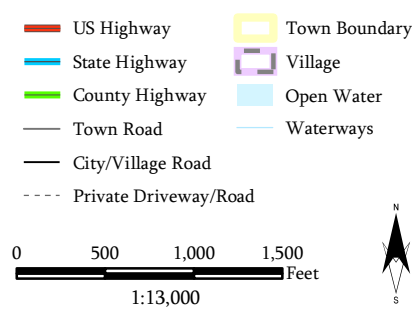 US Highway
State Highway
County Highway
Town Road
City/Village Road
Private Driveway/Road
Town Boundary
Village
Open Water
Waterways
0 500 1,000 1,500
Feet
1:13,000
N
S